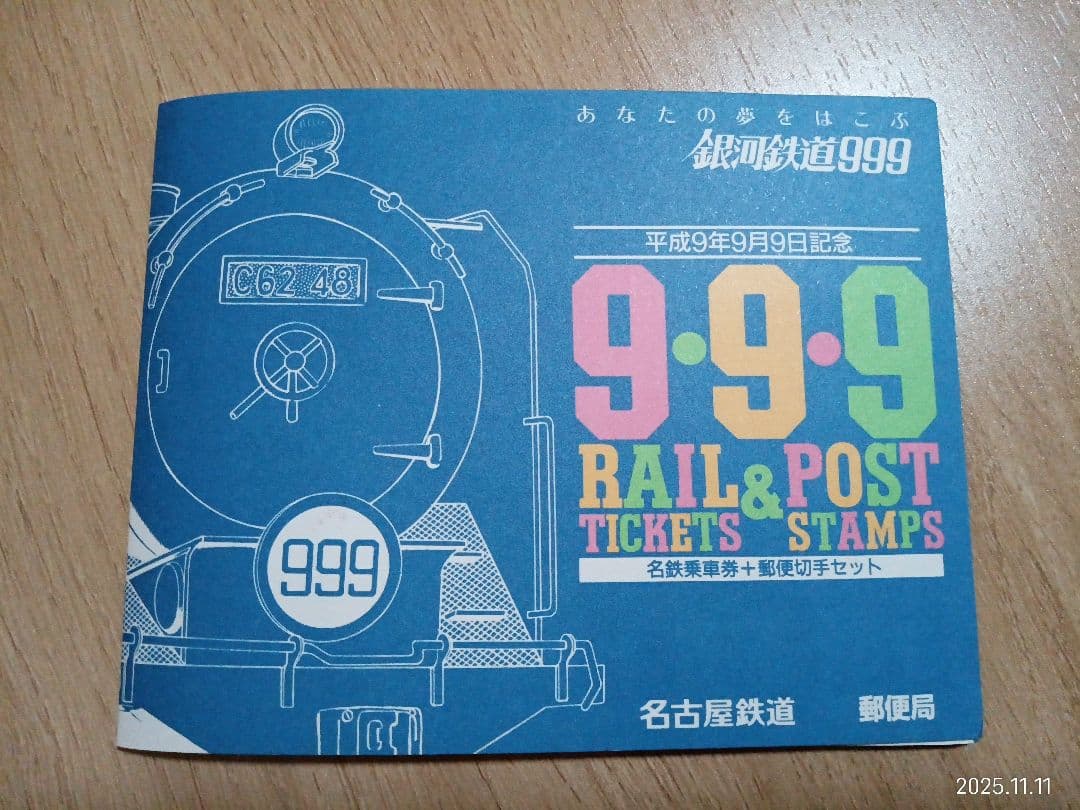 あなたの夢をはこぶ
銀河鉄道999
平成9年9月9日記念
9・9・9
RAIL & POST
TICKETS STAMPS
名鉄乗車券+郵便切手セット
C62 48
999
名古屋鉄道 郵便局
2025.11.11